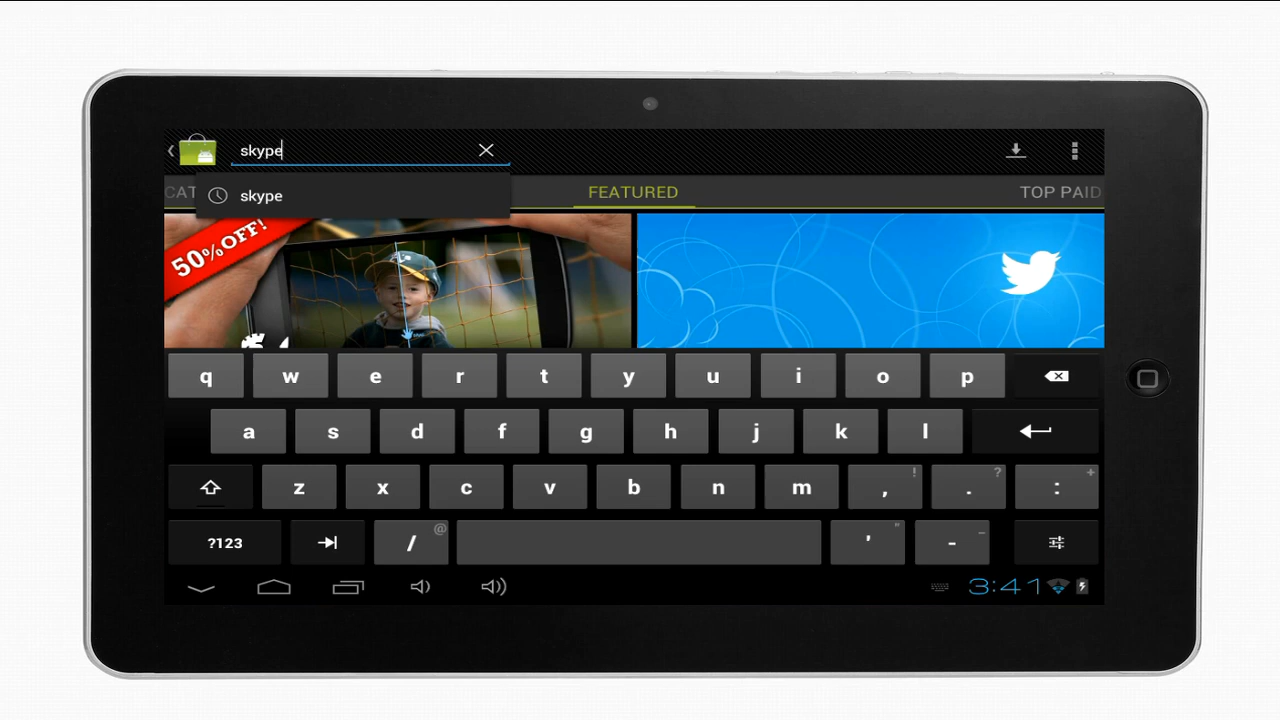 skype
CAT
FEATURED
TOP PAID
skype
50%OFF!
q w e r t y u i o p
a s d f g h j k l
z x c v b n m , ! . ? : +
?123 / @ ' " - _
3:41